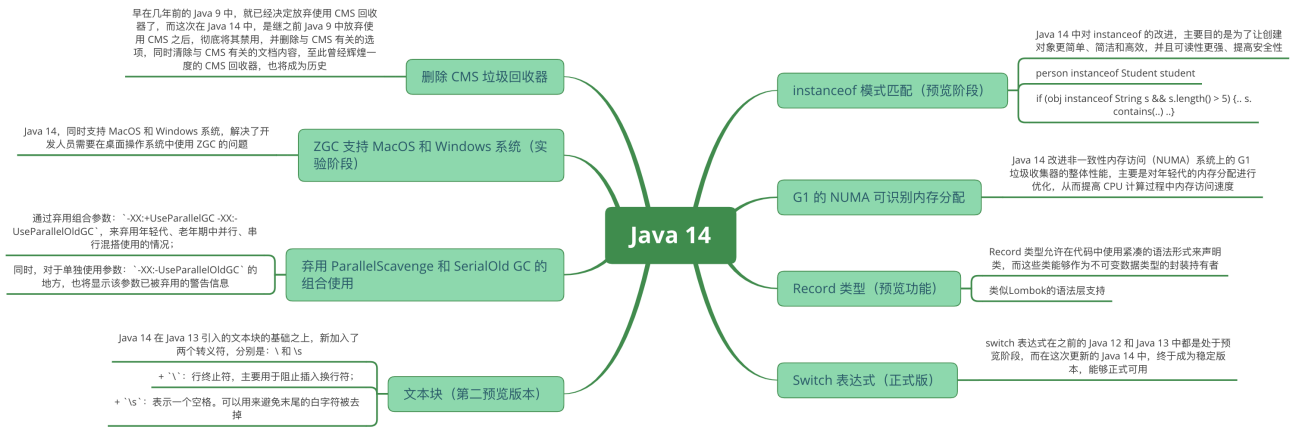 Java 14
instanceof 模式匹配（预览阶段）
Java 14 中对 instanceof 的改进，主要目的是为了让创建
对象更简单、简洁和高效，并且可读性更强、提高安全性
person instanceof Student student
if (obj instanceof String s && s.length() > 5) {.. s.
contains(..) ..}
G1 的 NUMA 可识别内存分配
Java 14 改进非一致性内存访问（NUMA）系统上的 G1
垃圾收集器的整体性能，主要是对年轻代的内存分配进行
优化，从而提高 CPU 计算过程中内存访问速度
Record 类型（预览功能）
Record 类型允许在代码中使用紧凑的语法形式来声明
类，而这些类能够作为不可变数据类型的封装持有者
类似Lombok的语法层支持
Switch 表达式（正式版）
switch 表达式在之前的 Java 12 和 Java 13 中都是处于预
览阶段，而在这次更新的 Java 14 中，终于成为稳定版
本，能够正式可用
删除 CMS 垃圾回收器
早在几年前的 Java 9 中，就已经决定放弃使用 CMS 回收
器了，而这次在 Java 14 中，是继之前 Java 9 中放弃使
用 CMS 之后，彻底将其禁用，并删除与 CMS 有关的选
项，同时清除与 CMS 有关的文档内容，至此曾经辉煌一
度的 CMS 回收器，也将成为历史
ZGC 支持 MacOS 和 Windows 系统（实
验阶段）
Java 14，同时支持 MacOS 和 Windows 系统，解决了开
发人员需要在桌面操作系统中使用 ZGC 的问题
弃用 ParallelScavenge 和 SerialOld GC 的
组合使用
通过弃用组合参数：`-XX:+UseParallelGC -XX:-
UseParallelOldGC`，来弃用年轻代、老年期中并行、串
行混搭使用的情况；
同时，对于单独使用参数：`-XX:-UseParallelOldGC` 的
地方，也将显示该参数已被弃用的警告信息
文本块（第二预览版本）
Java 14 在 Java 13 引入的文本块的基础之上，新加入了
两个转义符，分别是：\ 和 \s
+ `\`：行终止符，主要用于阻止插入换行符；
+ `\s`：表示一个空格。可以用来避免末尾的白字符被去
掉